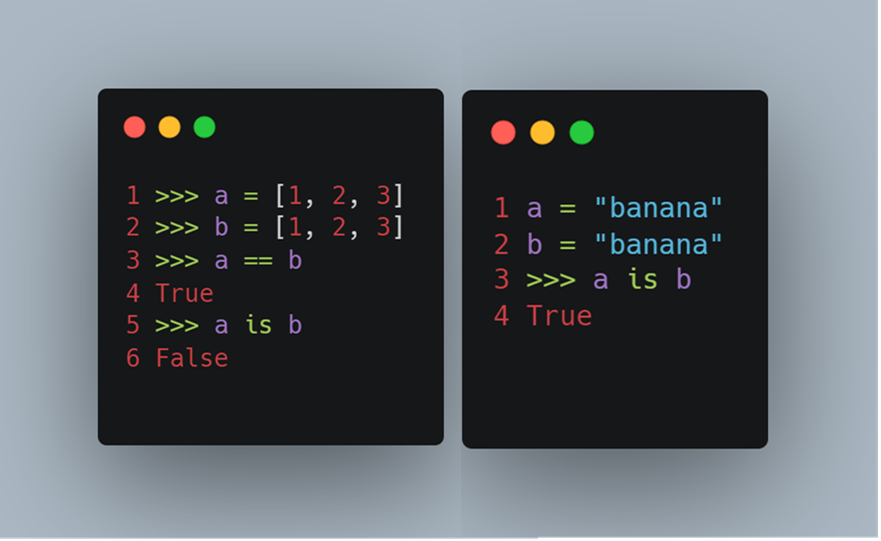 1 >>> a = [1, 2, 3]
2 >>> b = [1, 2, 3]
3 >>> a == b
4 True
5 >>> a is b
6 False
1 a = "banana"
2 b = "banana"
3 >>> a is b
4 True